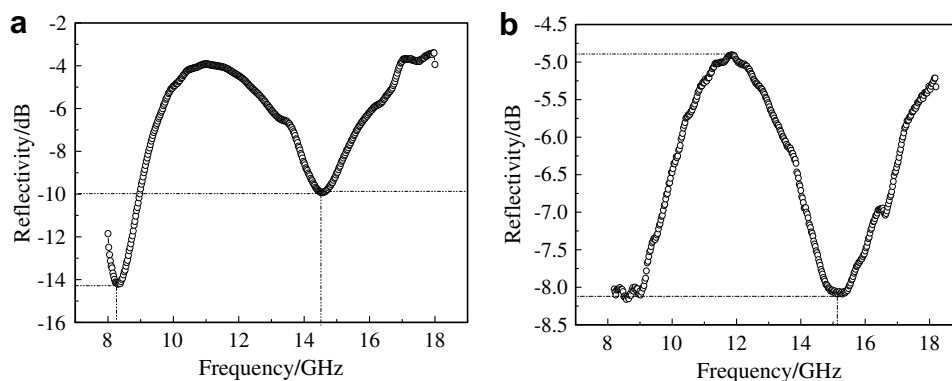 a
-2
-4
-6
-8
-10
-12
-14
-16
Reflectivity/dB
8 10 12 14 16 18
Frequency/GHz
b
-4.5
-5.0
-5.5
-6.0
-6.5
-7.0
-7.5
-8.0
-8.5
Reflectivity/dB
8 10 12 14 16 18
Frequency/GHz